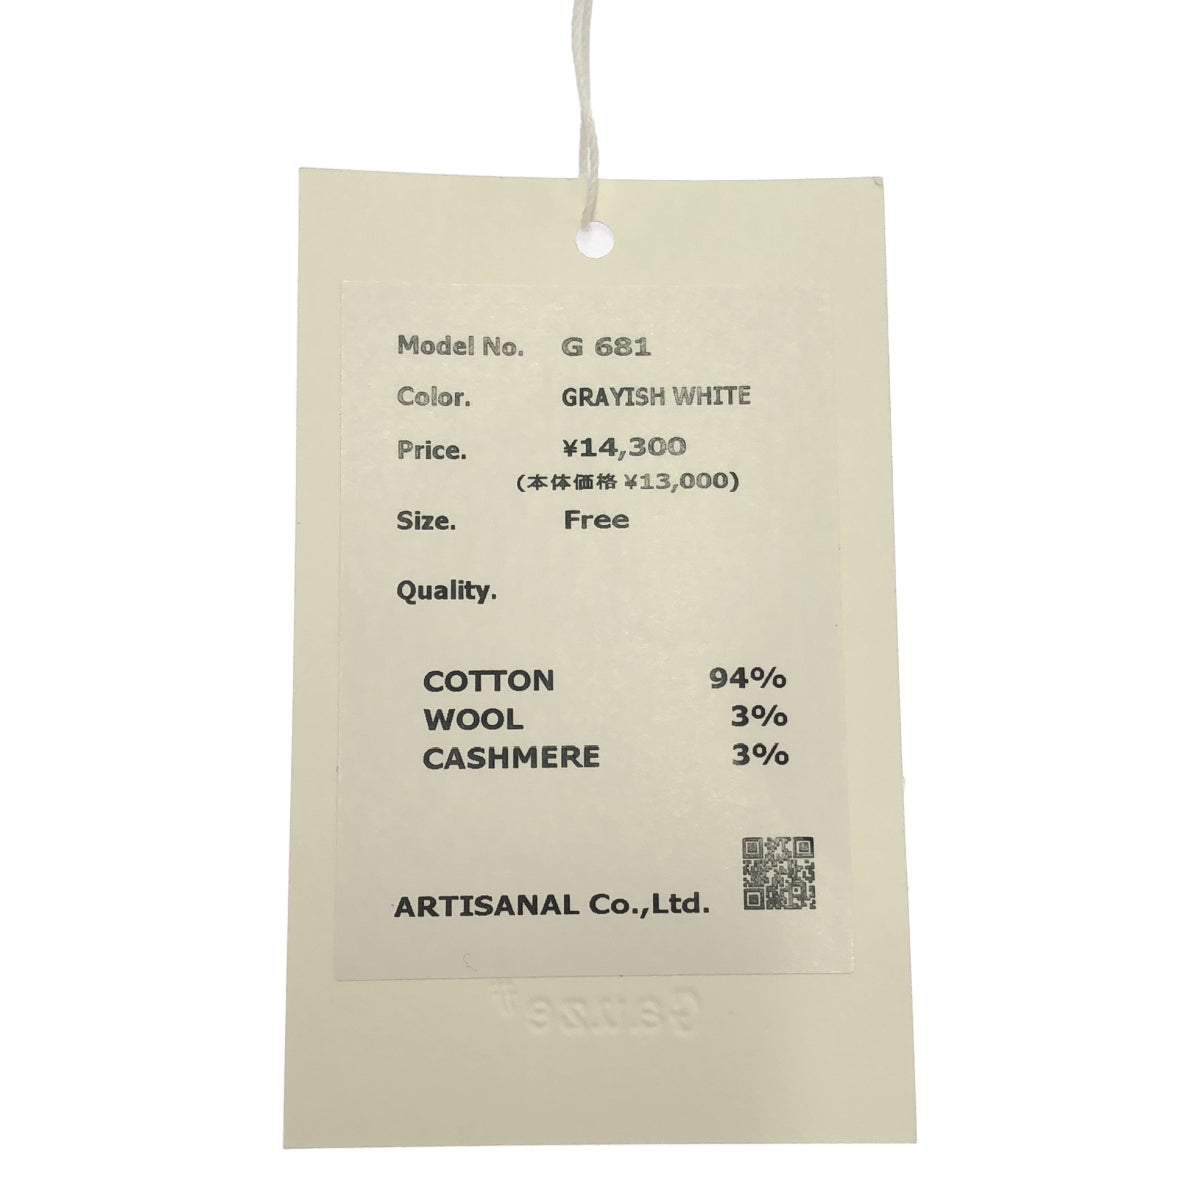 Model No. G 681
Color. GRAYISH WHITE
Price. ¥14,300
(本体価格 ¥13,000)
Size. Free
Quality.
COTTON 94%
WOOL 3%
CASHMERE 3%
ARTISANAL Co.,Ltd.
Gauze#